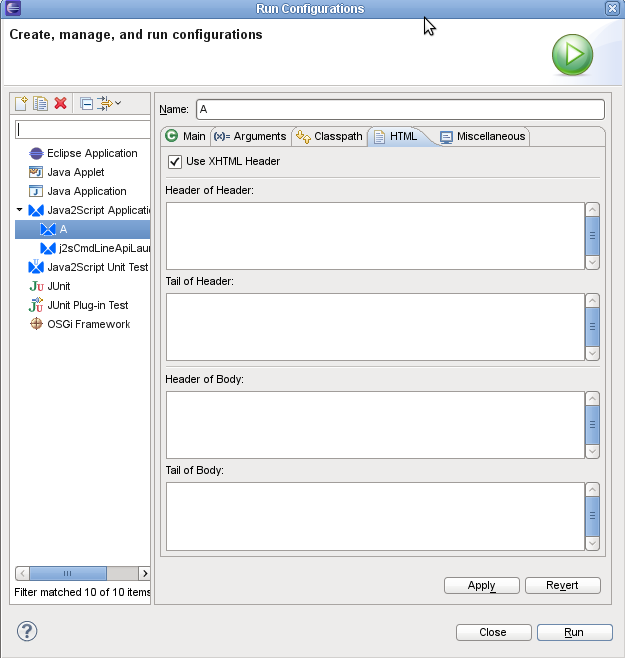 Run Configurations
Create, manage, and run configurations
Name: A
Main (x)= Arguments Classpath HTML Miscellaneous
Use XHTML Header
Eclipse Application
Java Applet
Java Application
Java2Script Applicatio
A
j2sCmdLineApiLau
Java2Script Unit Test
JUnit
JUnit Plug-in Test
OSGi Framework
Header of Header:
Tail of Header:
Header of Body:
Tail of Body:
Filter matched 10 of 10 items
Apply Revert
Close Run